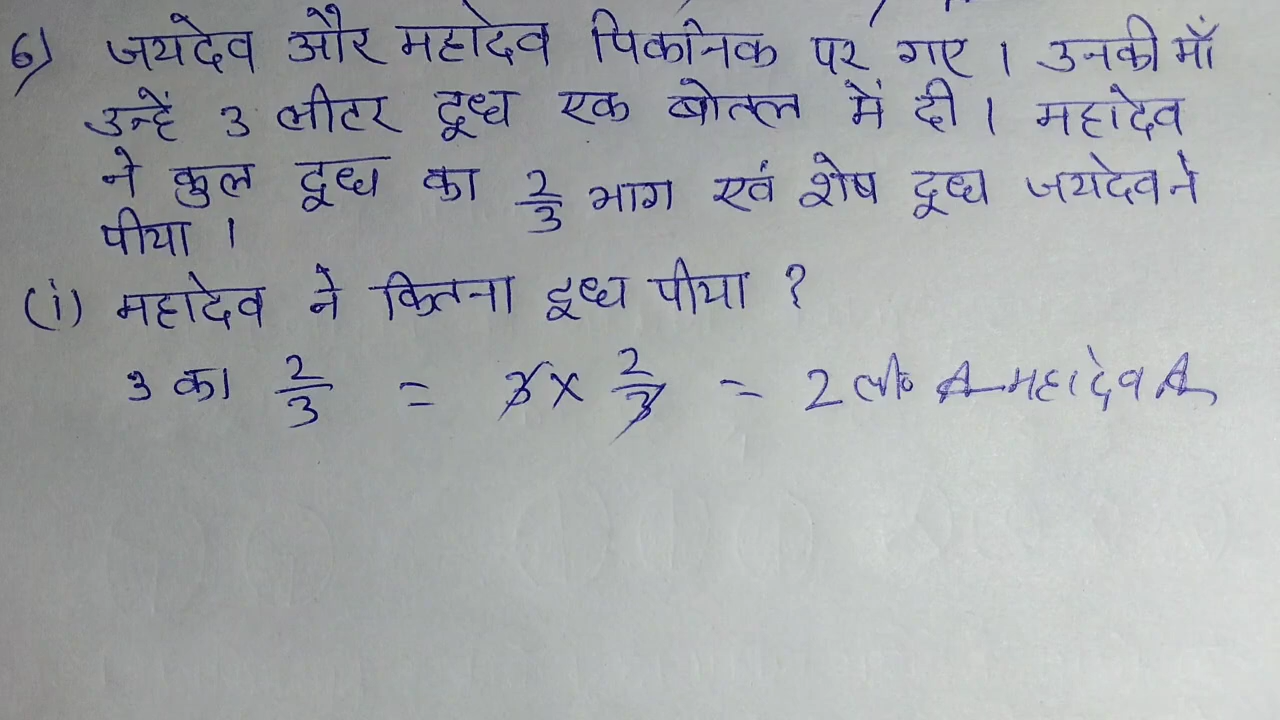 6) जयदेव और महादेव पिकनिक पर गए । उनकी माँ
उन्हें 3 लीटर दूध एक बोतल में दी । महादेव
ने कुल दूध का 2/3 भाग एवं शेष दूध जयदेव ने
पीया ।
(i) महादेव ने कितना दूध पीया ?
3 का 2/3 = 3 × 2/3 = 2 ली० महादेव